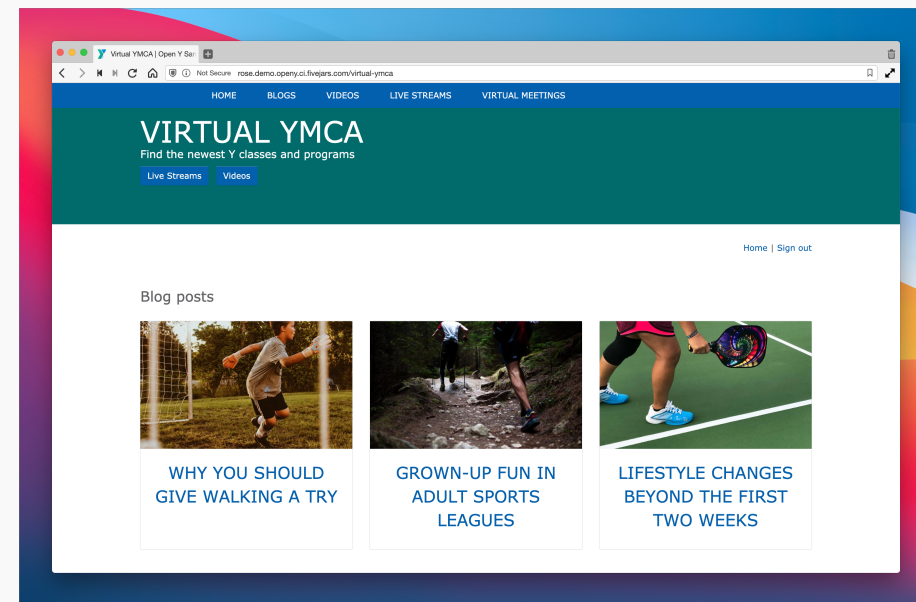 Virtual YMCA | Open Y San
Not Secure rose.demo.openy.ci.fivejars.com/virtual-ymca
HOME BLOGS VIDEOS LIVE STREAMS VIRTUAL MEETINGS
VIRTUAL YMCA
Find the newest Y classes and programs
Live Streams Videos
Home | Sign out
Blog posts
WHY YOU SHOULD
GIVE WALKING A TRY
GROWN-UP FUN IN
ADULT SPORTS
LEAGUES
LIFESTYLE CHANGES
BEYOND THE FIRST
TWO WEEKS